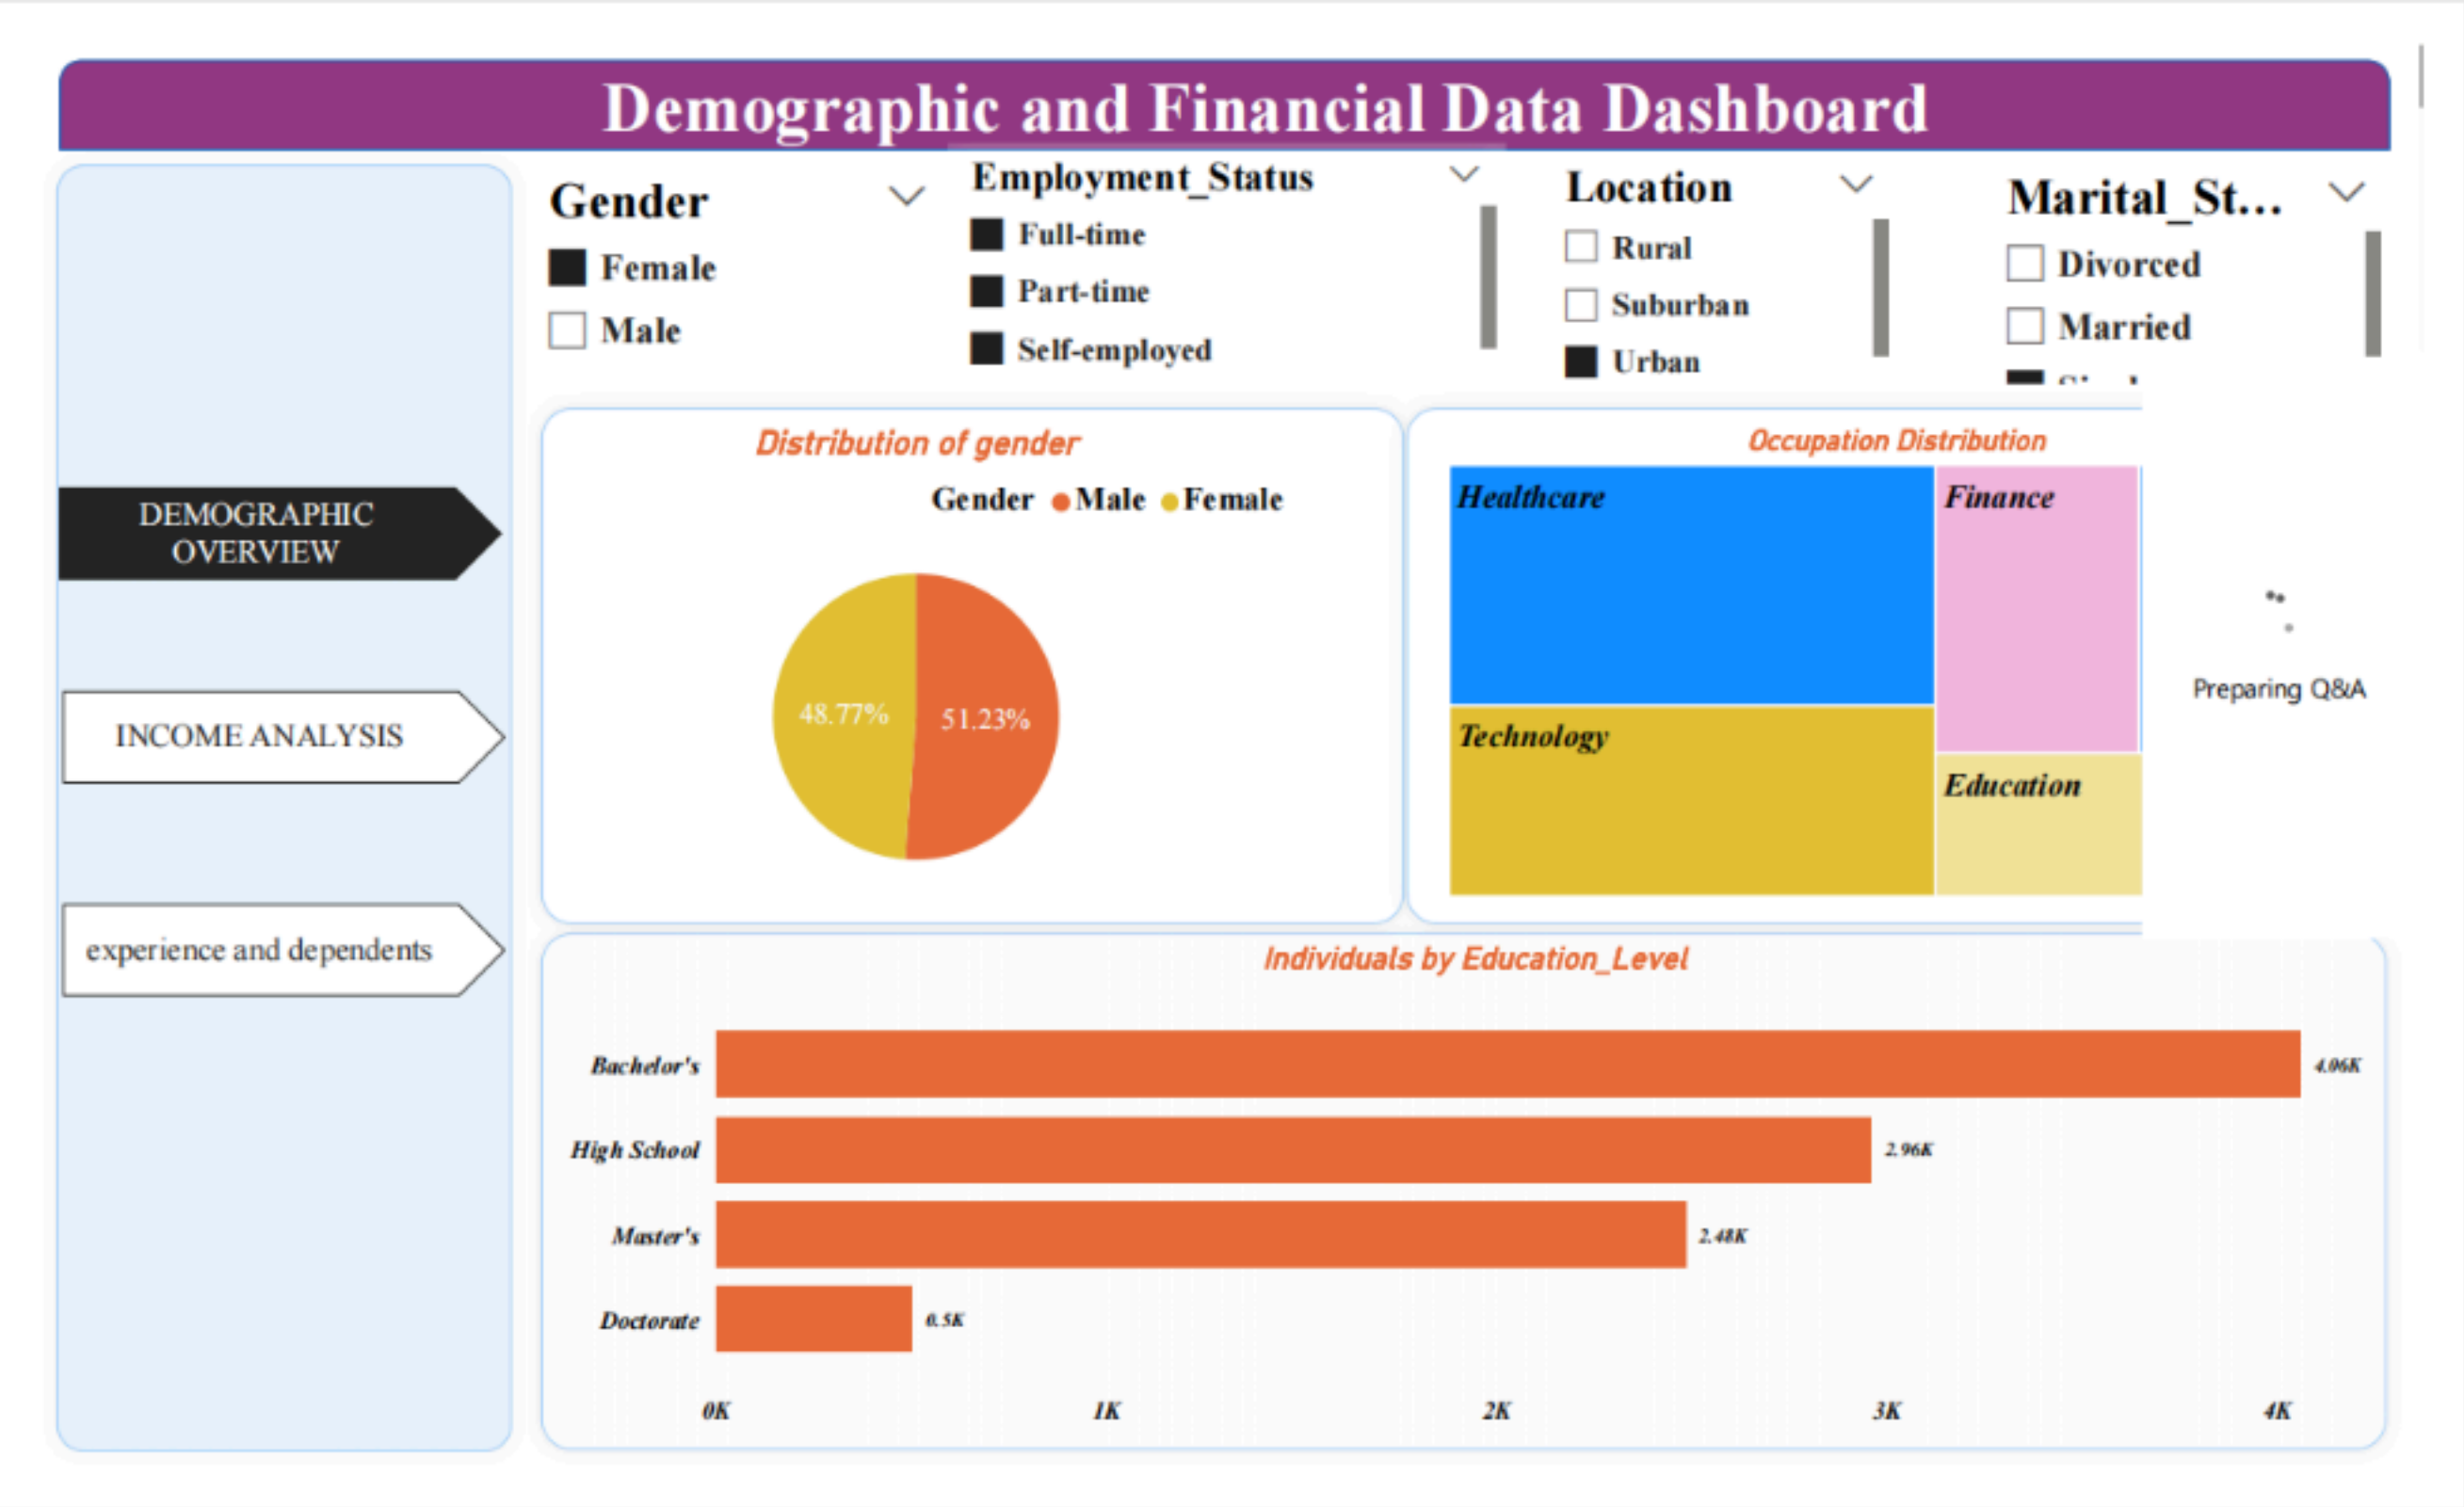 Demographic and Financial Data Dashboard
Gender
Female
Male
Employment_Status
Full-time
Part-time
Self-employed
Location
Rural
Suburban
Urban
Marital_St...
Divorced
Married
DEMOGRAPHIC
OVERVIEW
INCOME ANALYSIS
experience and dependents
Distribution of gender
Gender Male Female
48.77%
51.23%
Occupation Distribution
Healthcare
Finance
Technology
Education
Preparing Q&A
Individuals by Education_Level
Bachelor's 4.06K
High School 2.96K
Master's 2.48K
Doctorate 0.5K
0K 1K 2K 3K 4K